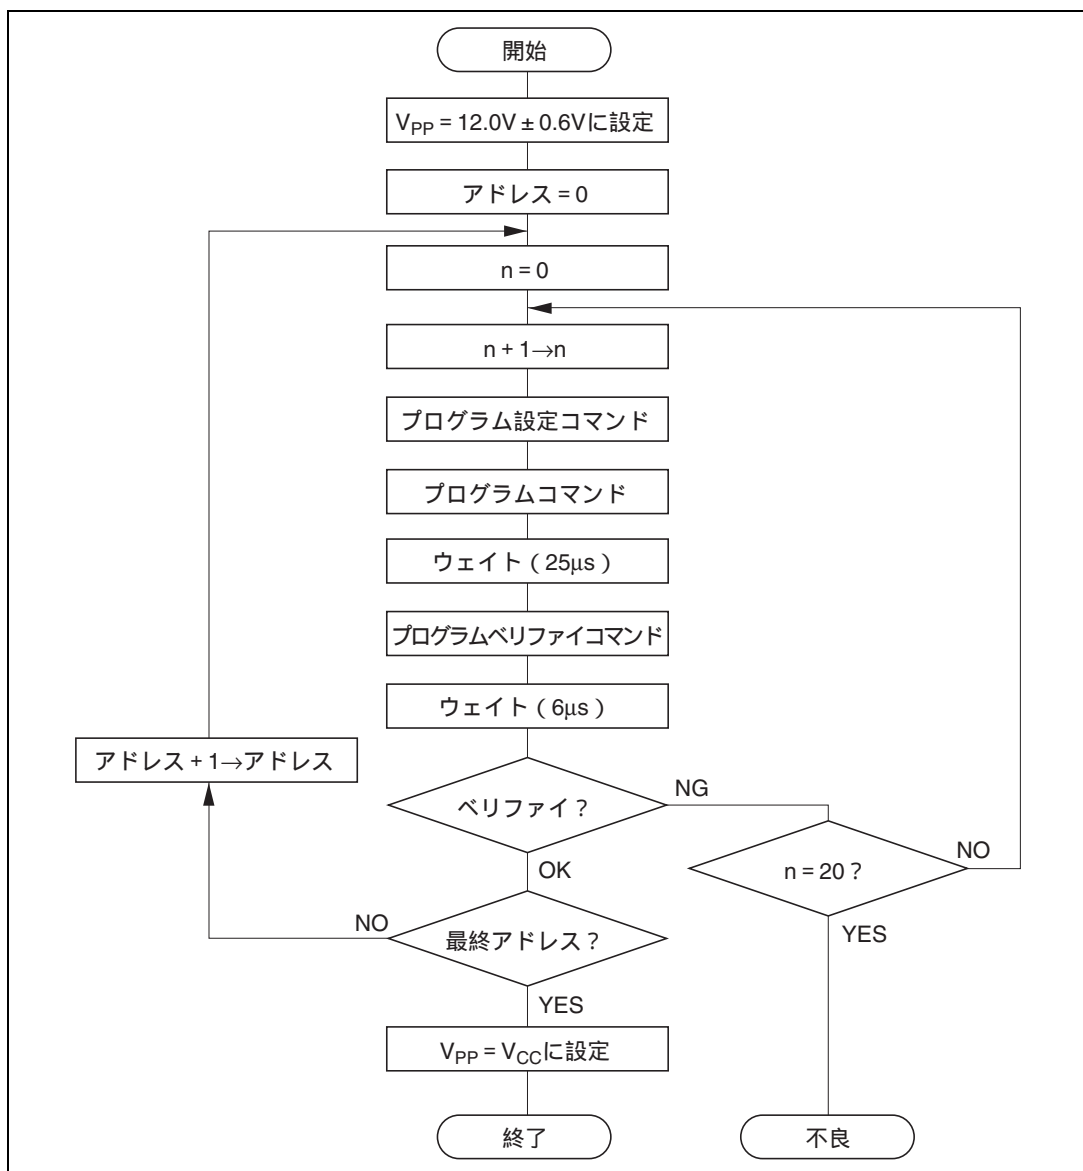 開始
V_PP = 12.0V ± 0.6Vに設定
アドレス = 0
n = 0
n + 1→n
プログラム設定コマンド
プログラムコマンド
ウェイト（25μs）
プログラムベリファイコマンド
ウェイト（6μs）
アドレス + 1→アドレス
ベリファイ？
NG
n = 20？
NO
OK
NO
最終アドレス？
YES
YES
V_PP = V_CCに設定
終了
不良